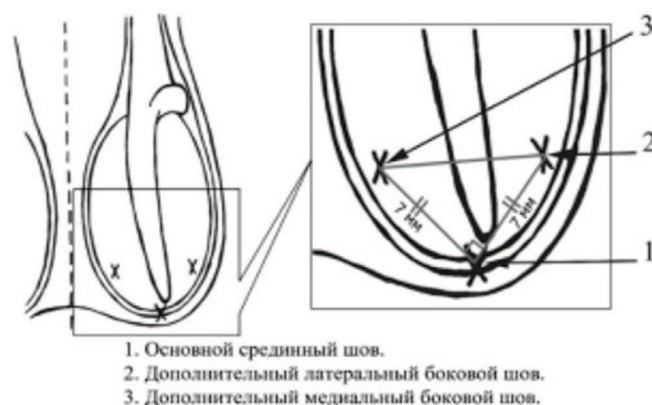 3
2
7 мм
7 мм
1
1. Основной срединный шов.
2. Дополнительный латеральный боковой шов.
3. Дополнительный медиальный боковой шов.